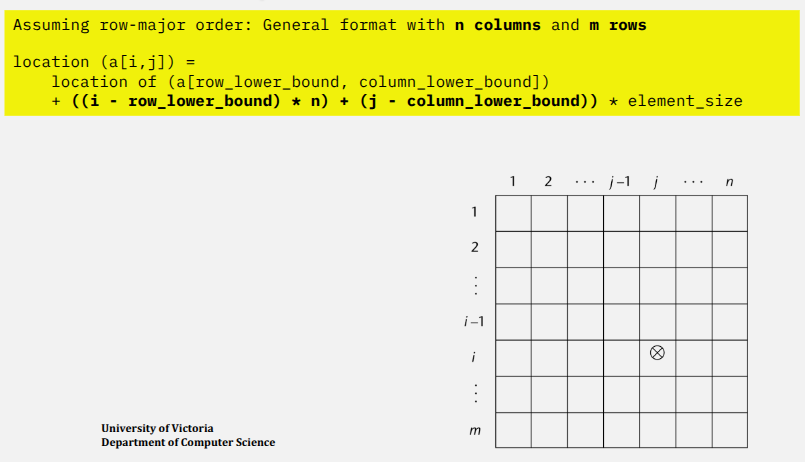 Assuming row-major order: General format with n columns and m rows
location (a[i,j]) =
location of (a[row_lower_bound, column_lower_bound])
+ ((i - row_lower_bound) * n) + (j - column_lower_bound)) * element_size
1 2 ··· j–1 j ··· n
1
2
⋮
i–1
i
⊗
⋮
m
University of Victoria
Department of Computer Science